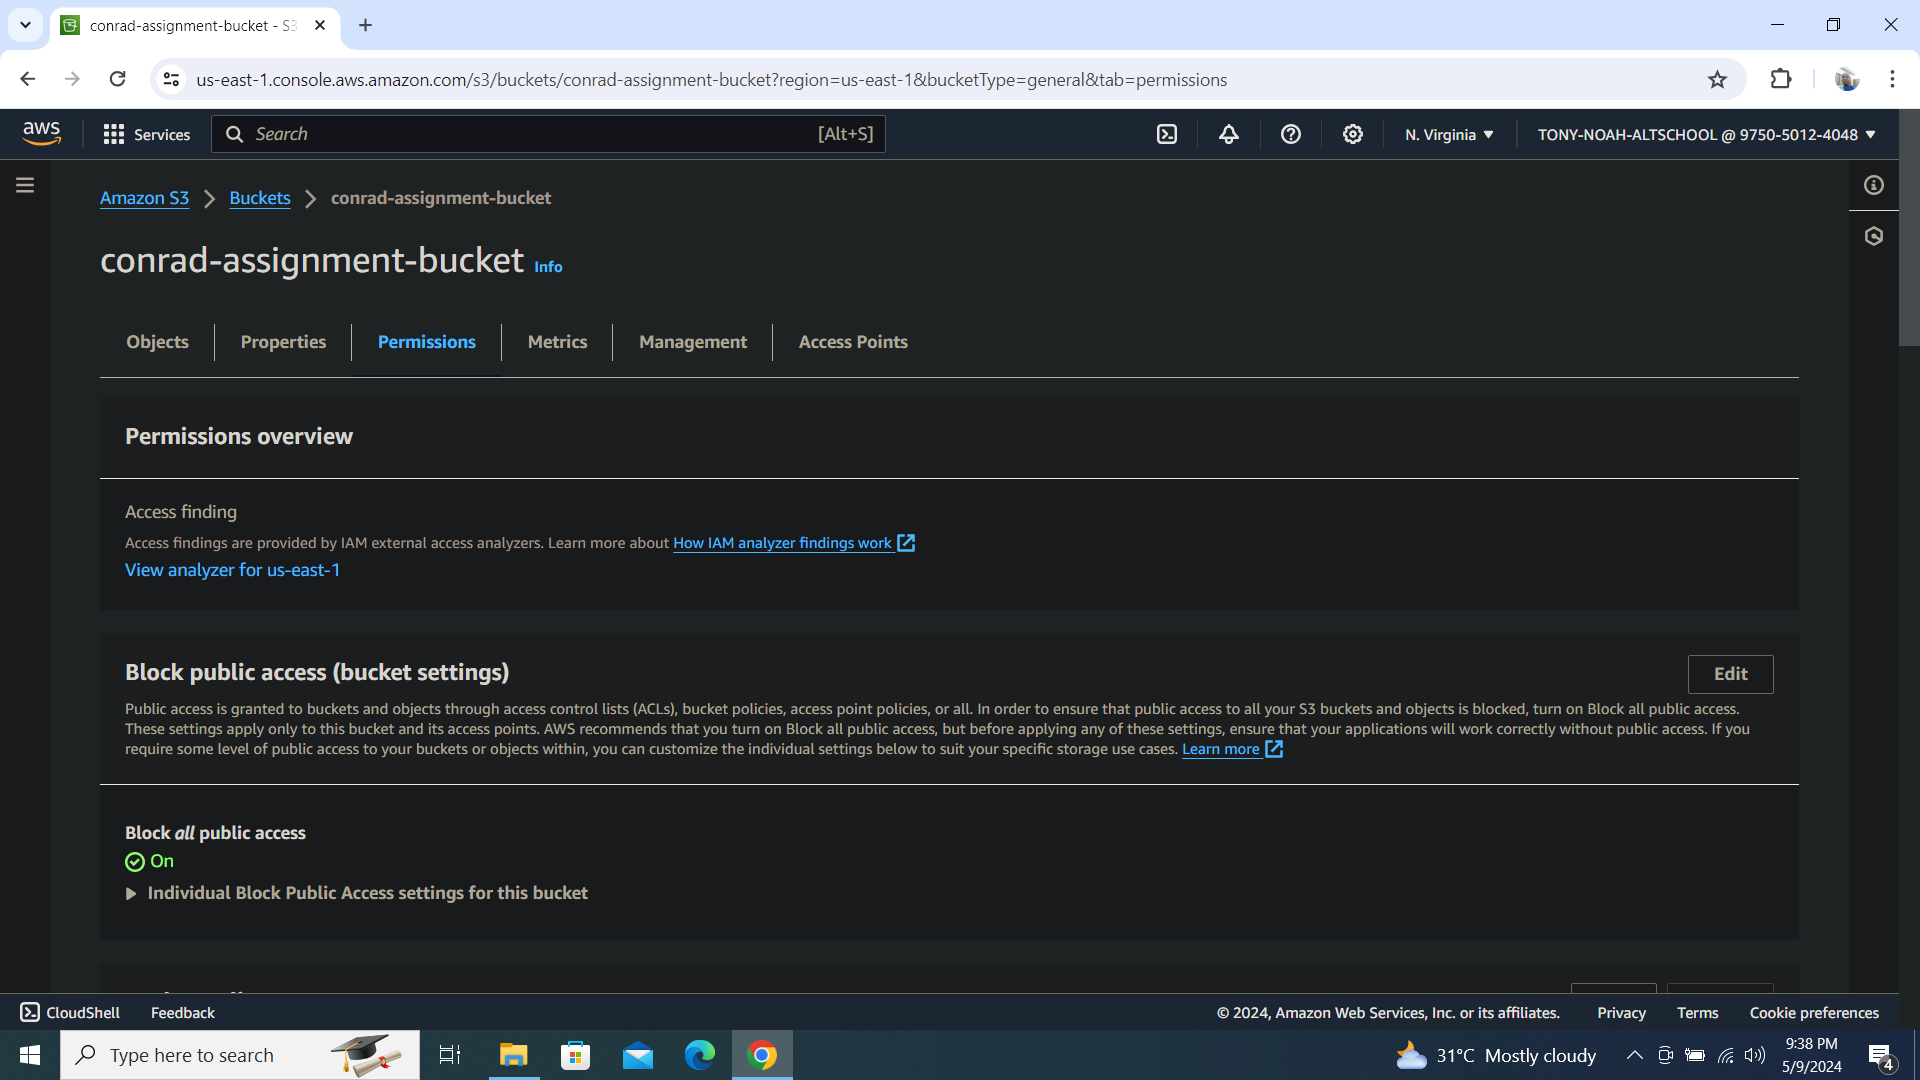 conrad-assignment-bucket - S3
us-east-1.console.aws.amazon.com/s3/buckets/conrad-assignment-bucket?region=us-east-1&bucketType=general&tab=permissions
aws
Services
Search
[Alt+S]
N. Virginia
TONY-NOAH-ALTSCHOOL @ 9750-5012-4048
Amazon S3
Buckets
conrad-assignment-bucket
conrad-assignment-bucket Info
Objects
Properties
Permissions
Metrics
Management
Access Points
Permissions overview
Access finding
Access findings are provided by IAM external access analyzers. Learn more about How IAM analyzer findings work
View analyzer for us-east-1
Block public access (bucket settings)
Edit
Public access is granted to buckets and objects through access control lists (ACLs), bucket policies, access point policies, or all. In order to ensure that public access to all your S3 buckets and objects is blocked, turn on Block all public access.
These settings apply only to this bucket and its access points. AWS recommends that you turn on Block all public access, but before applying any of these settings, ensure that your applications will work correctly without public access. If you
require some level of public access to your buckets or objects within, you can customize the individual settings below to suit your specific storage use cases. Learn more
Block all public access
On
Individual Block Public Access settings for this bucket
CloudShell
Feedback
© 2024, Amazon Web Services, Inc. or its affiliates.
Privacy
Terms
Cookie preferences
Type here to search
31°C Mostly cloudy
9:38 PM
5/9/2024
4